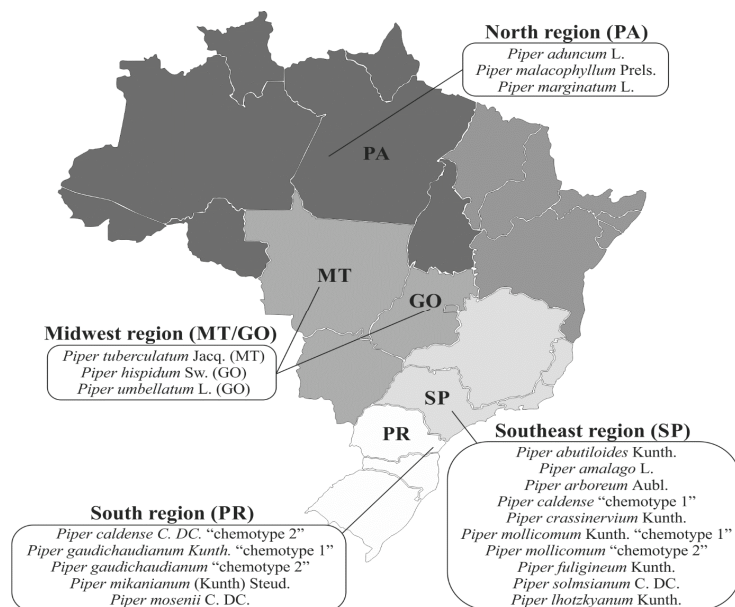 North region (PA)
Piper aduncum L.
Piper malacophyllum Prels.
Piper marginatum L.
PA
MT
GO
Midwest region (MT/GO)
Piper tuberculatum Jacq. (MT)
Piper hispidum Sw. (GO)
Piper umbellatum L. (GO)
SP
PR
Southeast region (SP)
Piper abutiloides Kunth.
Piper amalago L.
Piper arboreum Aubl.
Piper caldense “chemotype 1”
Piper crassinervium Kunth.
Piper mollicomum Kunth. “chemotype 1”
Piper mollicomum “chemotype 2”
Piper fuligineum Kunth.
Piper solmsianum C. DC.
Piper lhotzkyanum Kunth.
South region (PR)
Piper caldense C. DC. “chemotype 2”
Piper gaudichaudianum Kunth. “chemotype 1”
Piper gaudichaudianum “chemotype 2”
Piper mikanianum (Kunth) Steud.
Piper mosenii C. DC.